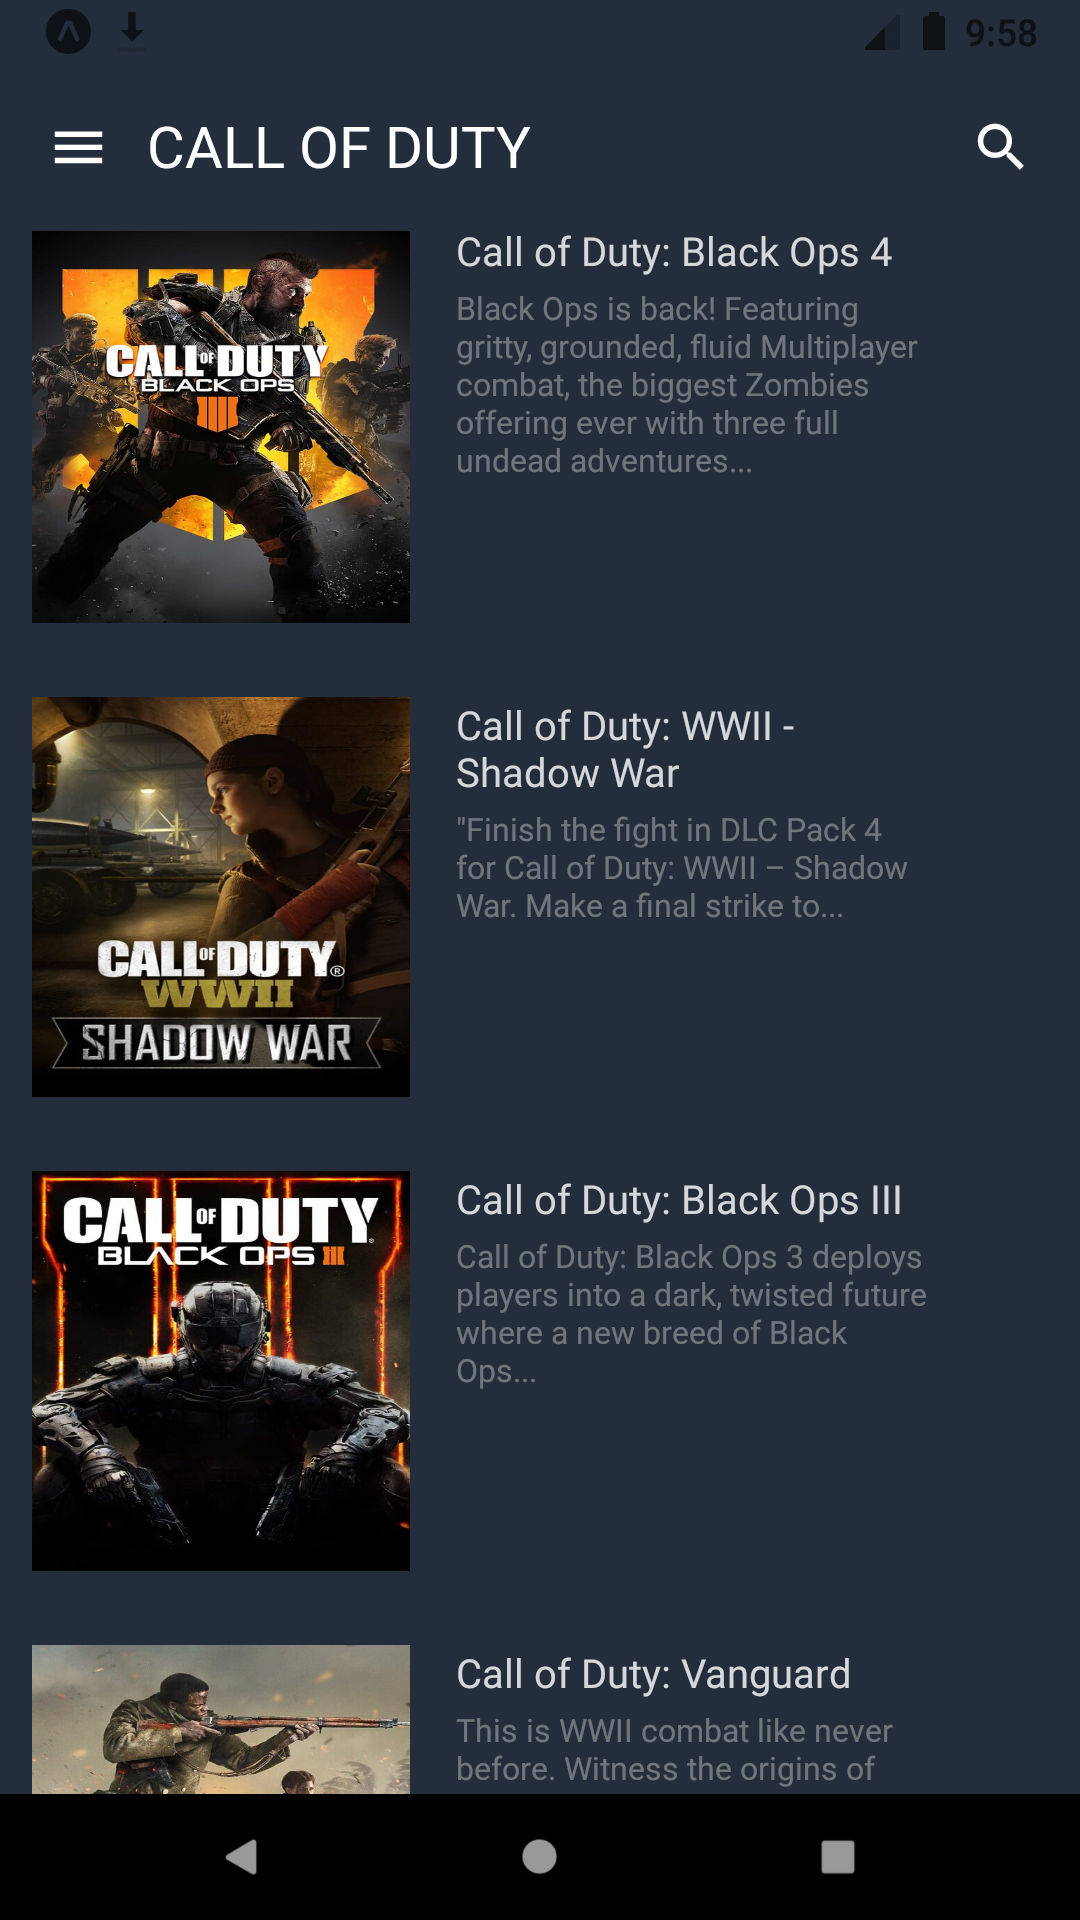 9:58
CALL OF DUTY
Call of Duty: Black Ops 4
Black Ops is back! Featuring
gritty, grounded, fluid Multiplayer
combat, the biggest Zombies
offering ever with three full
undead adventures...
CALL OF DUTY
BLACK OPS
IIII
Call of Duty: WWII -
Shadow War
"Finish the fight in DLC Pack 4
for Call of Duty: WWII – Shadow
War. Make a final strike to...
CALL OF DUTY®
WWII
SHADOW WAR
Call of Duty: Black Ops III
Call of Duty: Black Ops 3 deploys
players into a dark, twisted future
where a new breed of Black
Ops...
CALL OF DUTY
BLACK OPS III
Call of Duty: Vanguard
This is WWII combat like never
before. Witness the origins of